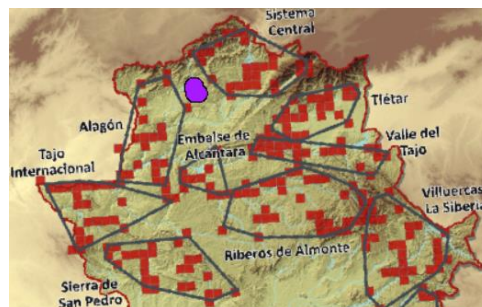 Sistema
Central
Tiétar
Alagón
Embalse de
Alcantara
Valle del
Tajo
Tajo
Internacional
Villuercas
La Siberia
Riberos de Almonte
Sierra de
San Pedro